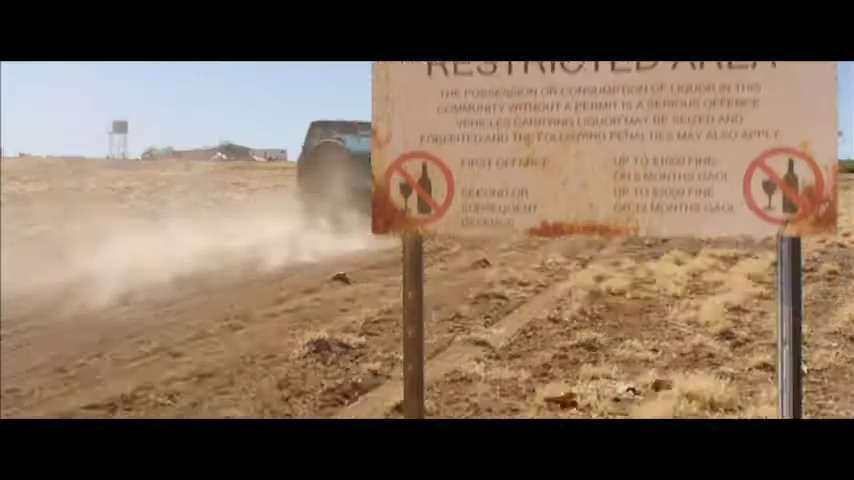 RESTRICTED AREA
THE POSSESSION OR CONSUMPTION OF LIQUOR IN THIS
COMMUNITY WITHOUT A PERMIT IS A SERIOUS OFFENCE
VEHICLES CARRYING LIQUOR MAY BE SEIZED AND
FORFEITED AND THE FOLLOWING PENALTIES MAY ALSO APPLY.
FIRST OFFENCE UP TO $1000 FINE
OR 6 MONTHS GAOL
SECOND OR UP TO $2000 FINE
SUBSEQUENT OR 12 MONTHS GAOL
OFFENCE